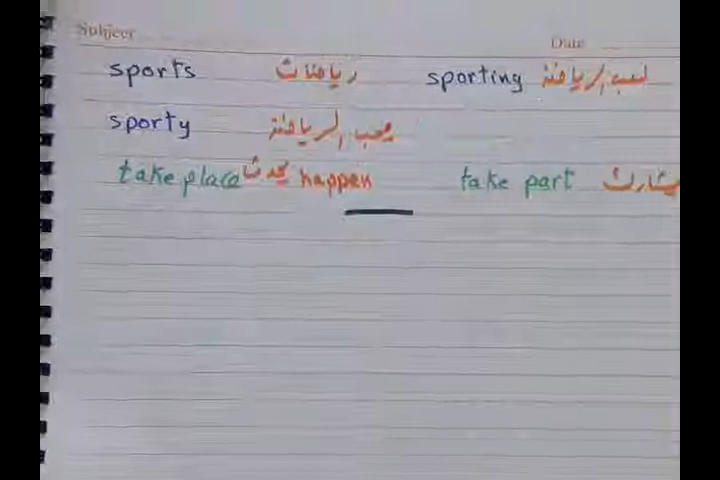 Subject Date
sports رياضات sporting لعب الرياضة
sporty محب الرياضة
take place يحدث happen take part يشارك